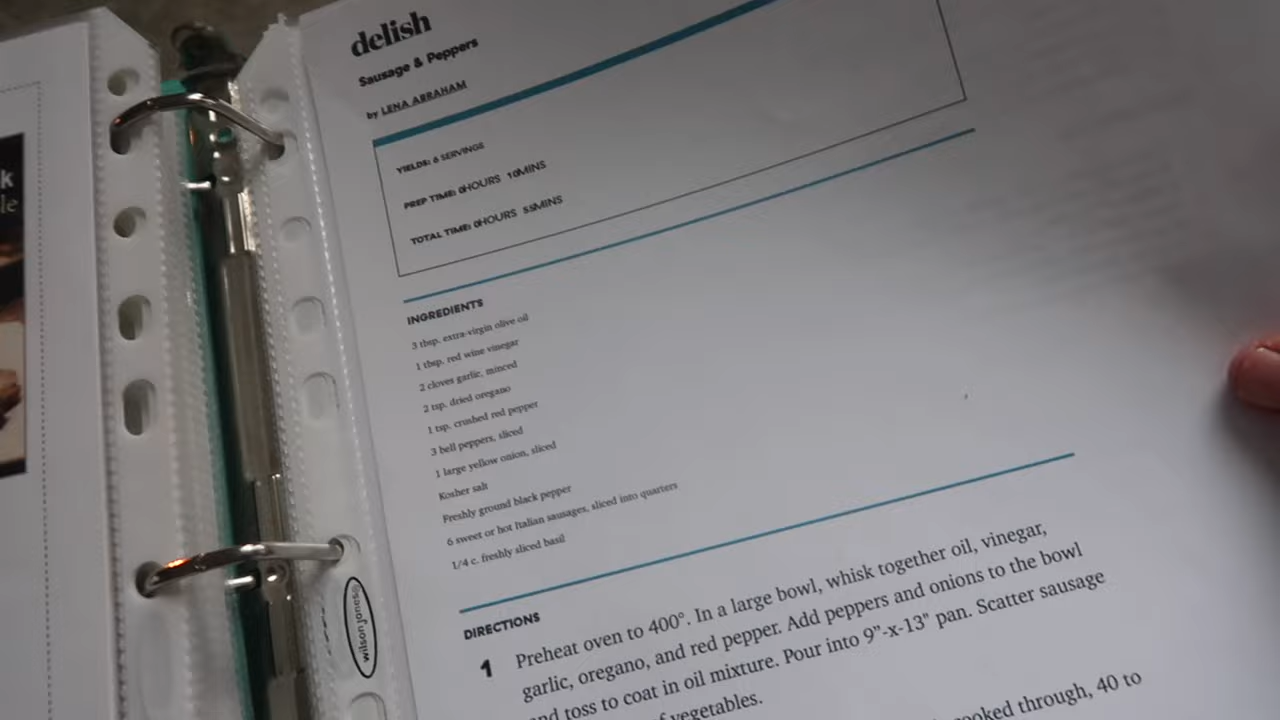 k
le
delish
Sausage & Peppers
by LENA ABRAHAM
YIELDS: 6 SERVINGS
PREP TIME: 0HOURS 10MINS
TOTAL TIME: 0HOURS 55MINS
INGREDIENTS
3 tbsp. extra-virgin olive oil
1 tbsp. red wine vinegar
2 cloves garlic, minced
2 tsp. dried oregano
1 tsp. crushed red pepper
3 bell peppers, sliced
1 large yellow onion, sliced
Kosher salt
Freshly ground black pepper
6 sweet or hot Italian sausages, sliced into quarters
1/4 c. freshly sliced basil
DIRECTIONS
1 Preheat oven to 400°. In a large bowl, whisk together oil, vinegar,
garlic, oregano, and red pepper. Add peppers and onions to the bowl
and toss to coat in oil mixture. Pour into 9"-x-13" pan. Scatter sausage
of vegetables.
cooked through, 40 to
wilson jones®